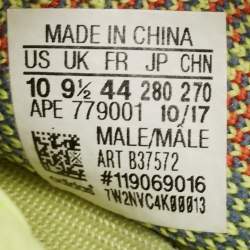 MADE IN CHINA
US UK FR JP CHN
10 9½ 44 280 270
APE 779001 10/17
MALE/MÂLE
ART B37572
#119069016
TW2NVC4K00013
adidas